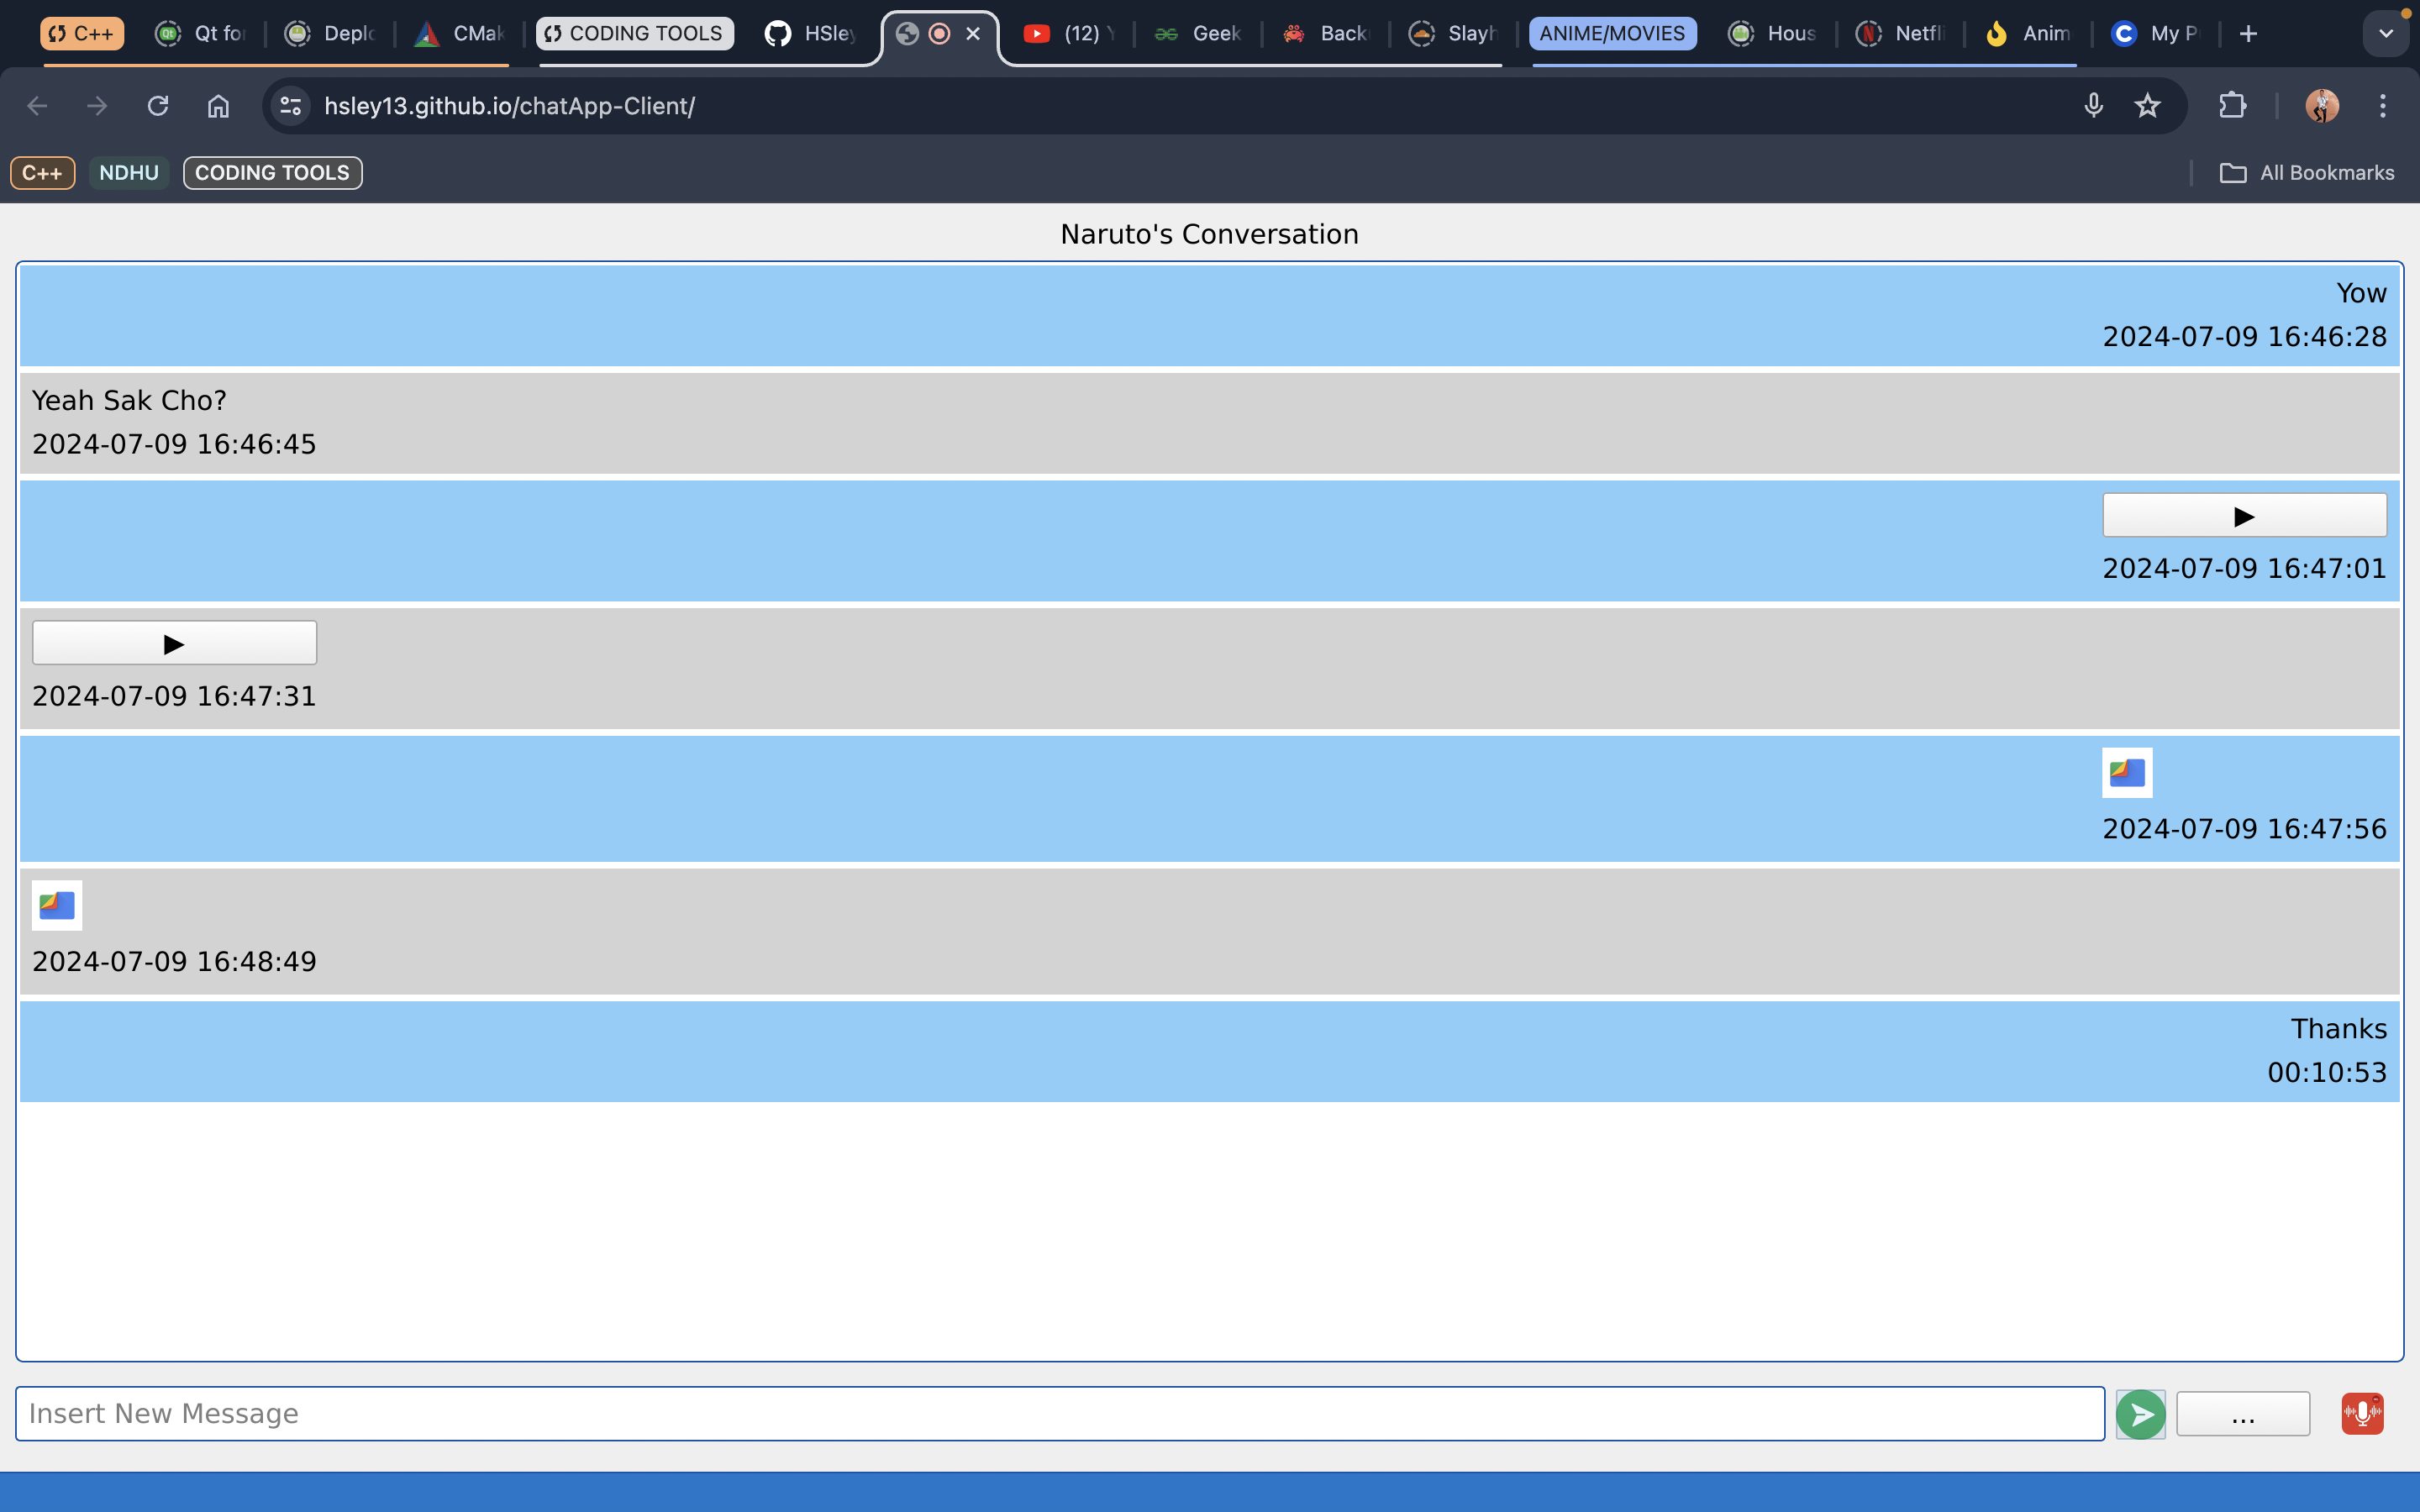 C++
Qt for
Deplo
CMak
CODING TOOLS
HSley
(12) Y
Geek
Back
Slayh
ANIME/MOVIES
Hous
Netfli
Anim
My P
hsley13.github.io/chatApp-Client/
C++
NDHU
CODING TOOLS
All Bookmarks
Naruto's Conversation
Yow
2024-07-09 16:46:28
Yeah Sak Cho?
2024-07-09 16:46:45
2024-07-09 16:47:01
2024-07-09 16:47:31
2024-07-09 16:47:56
2024-07-09 16:48:49
Thanks
00:10:53
Insert New Message
...